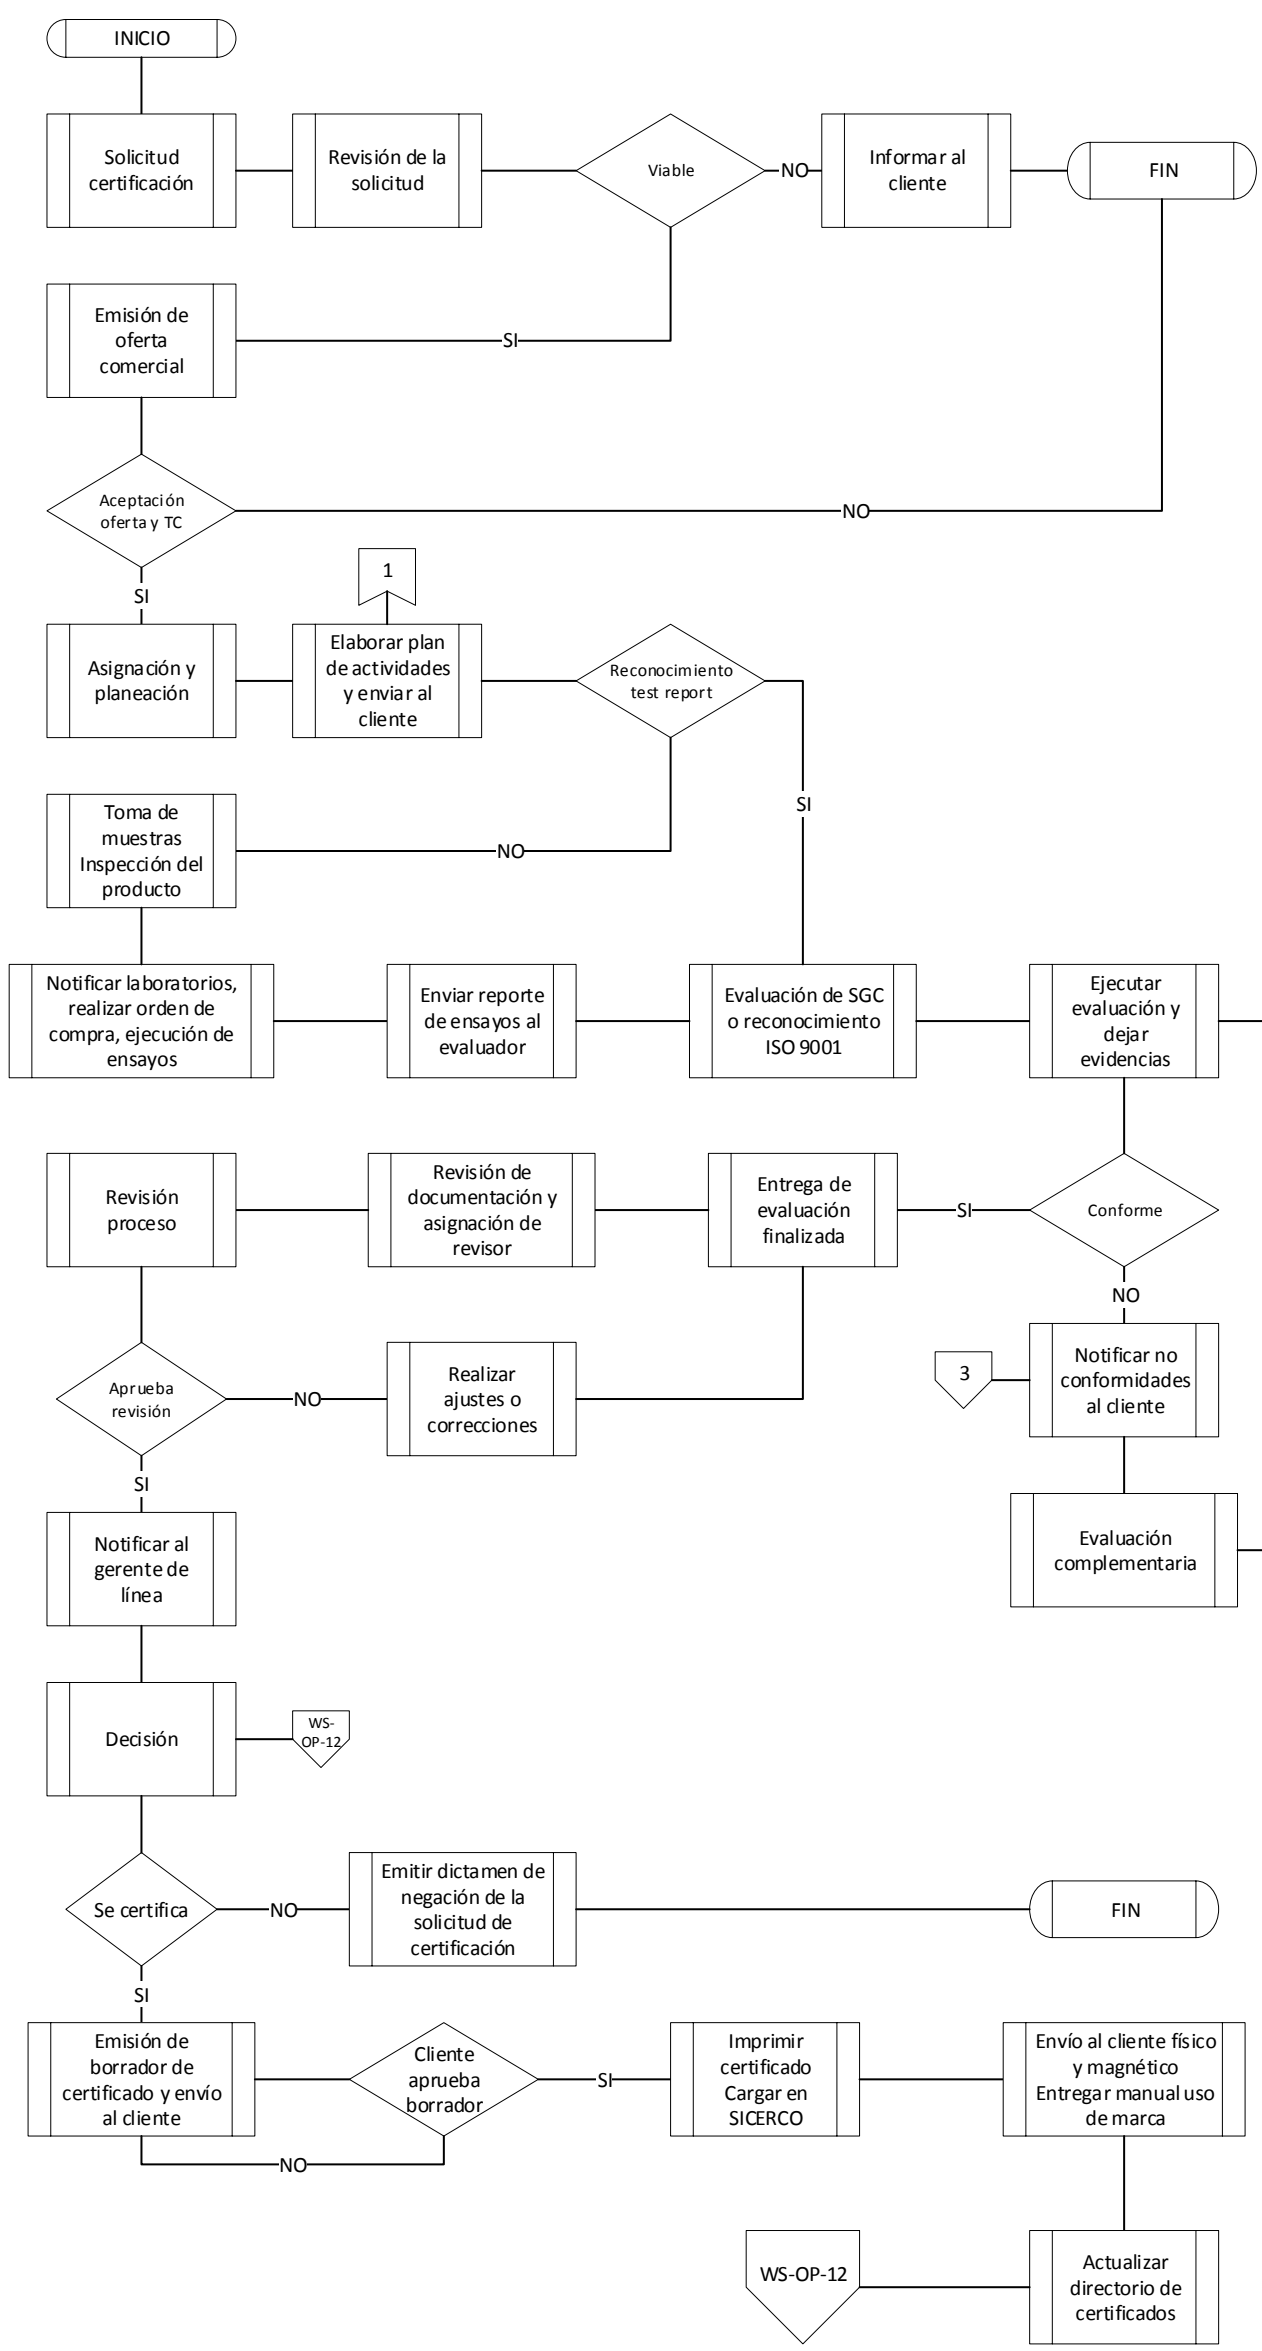 INICIO
Solicitud
certificación
Revisión de la
solicitud
Viable
NO
Informar al
cliente
FIN
Emisión de
oferta
comercial
SI
Aceptación
oferta y TC
NO
SI
1
Asignación y
planeación
Elaborar plan
de actividades
y enviar al
cliente
Reconocimiento
test report
SI
Toma de
muestras
Inspección del
producto
NO
Notificar laboratorios,
realizar orden de
compra, ejecución de
ensayos
Enviar reporte
de ensayos al
evaluador
Evaluación de SGC
o reconocimiento
ISO 9001
Ejecutar
evaluación y
dejar
evidencias
Revisión
proceso
Revisión de
documentación y
asignación de
revisor
Entrega de
evaluación
finalizada
SI
Conforme
NO
Aprueba
revisión
NO
Realizar
ajustes o
correcciones
3
Notificar no
conformidades
al cliente
SI
Notificar al
gerente de
línea
Evaluación
complementaria
Decisión
WS-
OP-12
Se certifica
NO
Emitir dictamen de
negación de la
solicitud de
certificación
FIN
SI
Emisión de
borrador de
certificado y envío
al cliente
Cliente
aprueba
borrador
SI
Imprimir
certificado
Cargar en
SICERCO
Envío al cliente físico
y magnético
Entregar manual uso
de marca
NO
WS-OP-12
Actualizar
directorio de
certificados